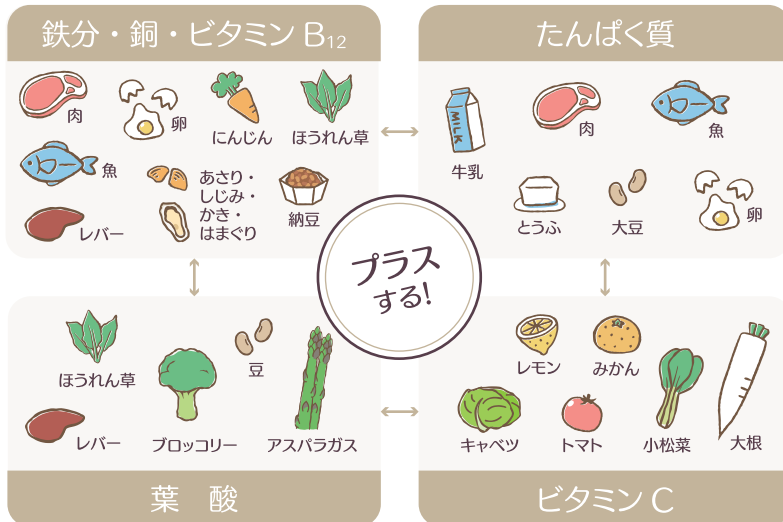 鉄分・銅・ビタミンB₁₂
肉
卵
にんじん
ほうれん草
魚
あさり・
しじみ・
かき・
はまぐり
納豆
レバー
たんぱく質
MILK
牛乳
肉
魚
とうふ
大豆
卵
プラス
する!
ほうれん草
豆
レバー
ブロッコリー
アスパラガス
葉 酸
レモン
みかん
キャベツ
トマト
小松菜
大根
ビタミンC